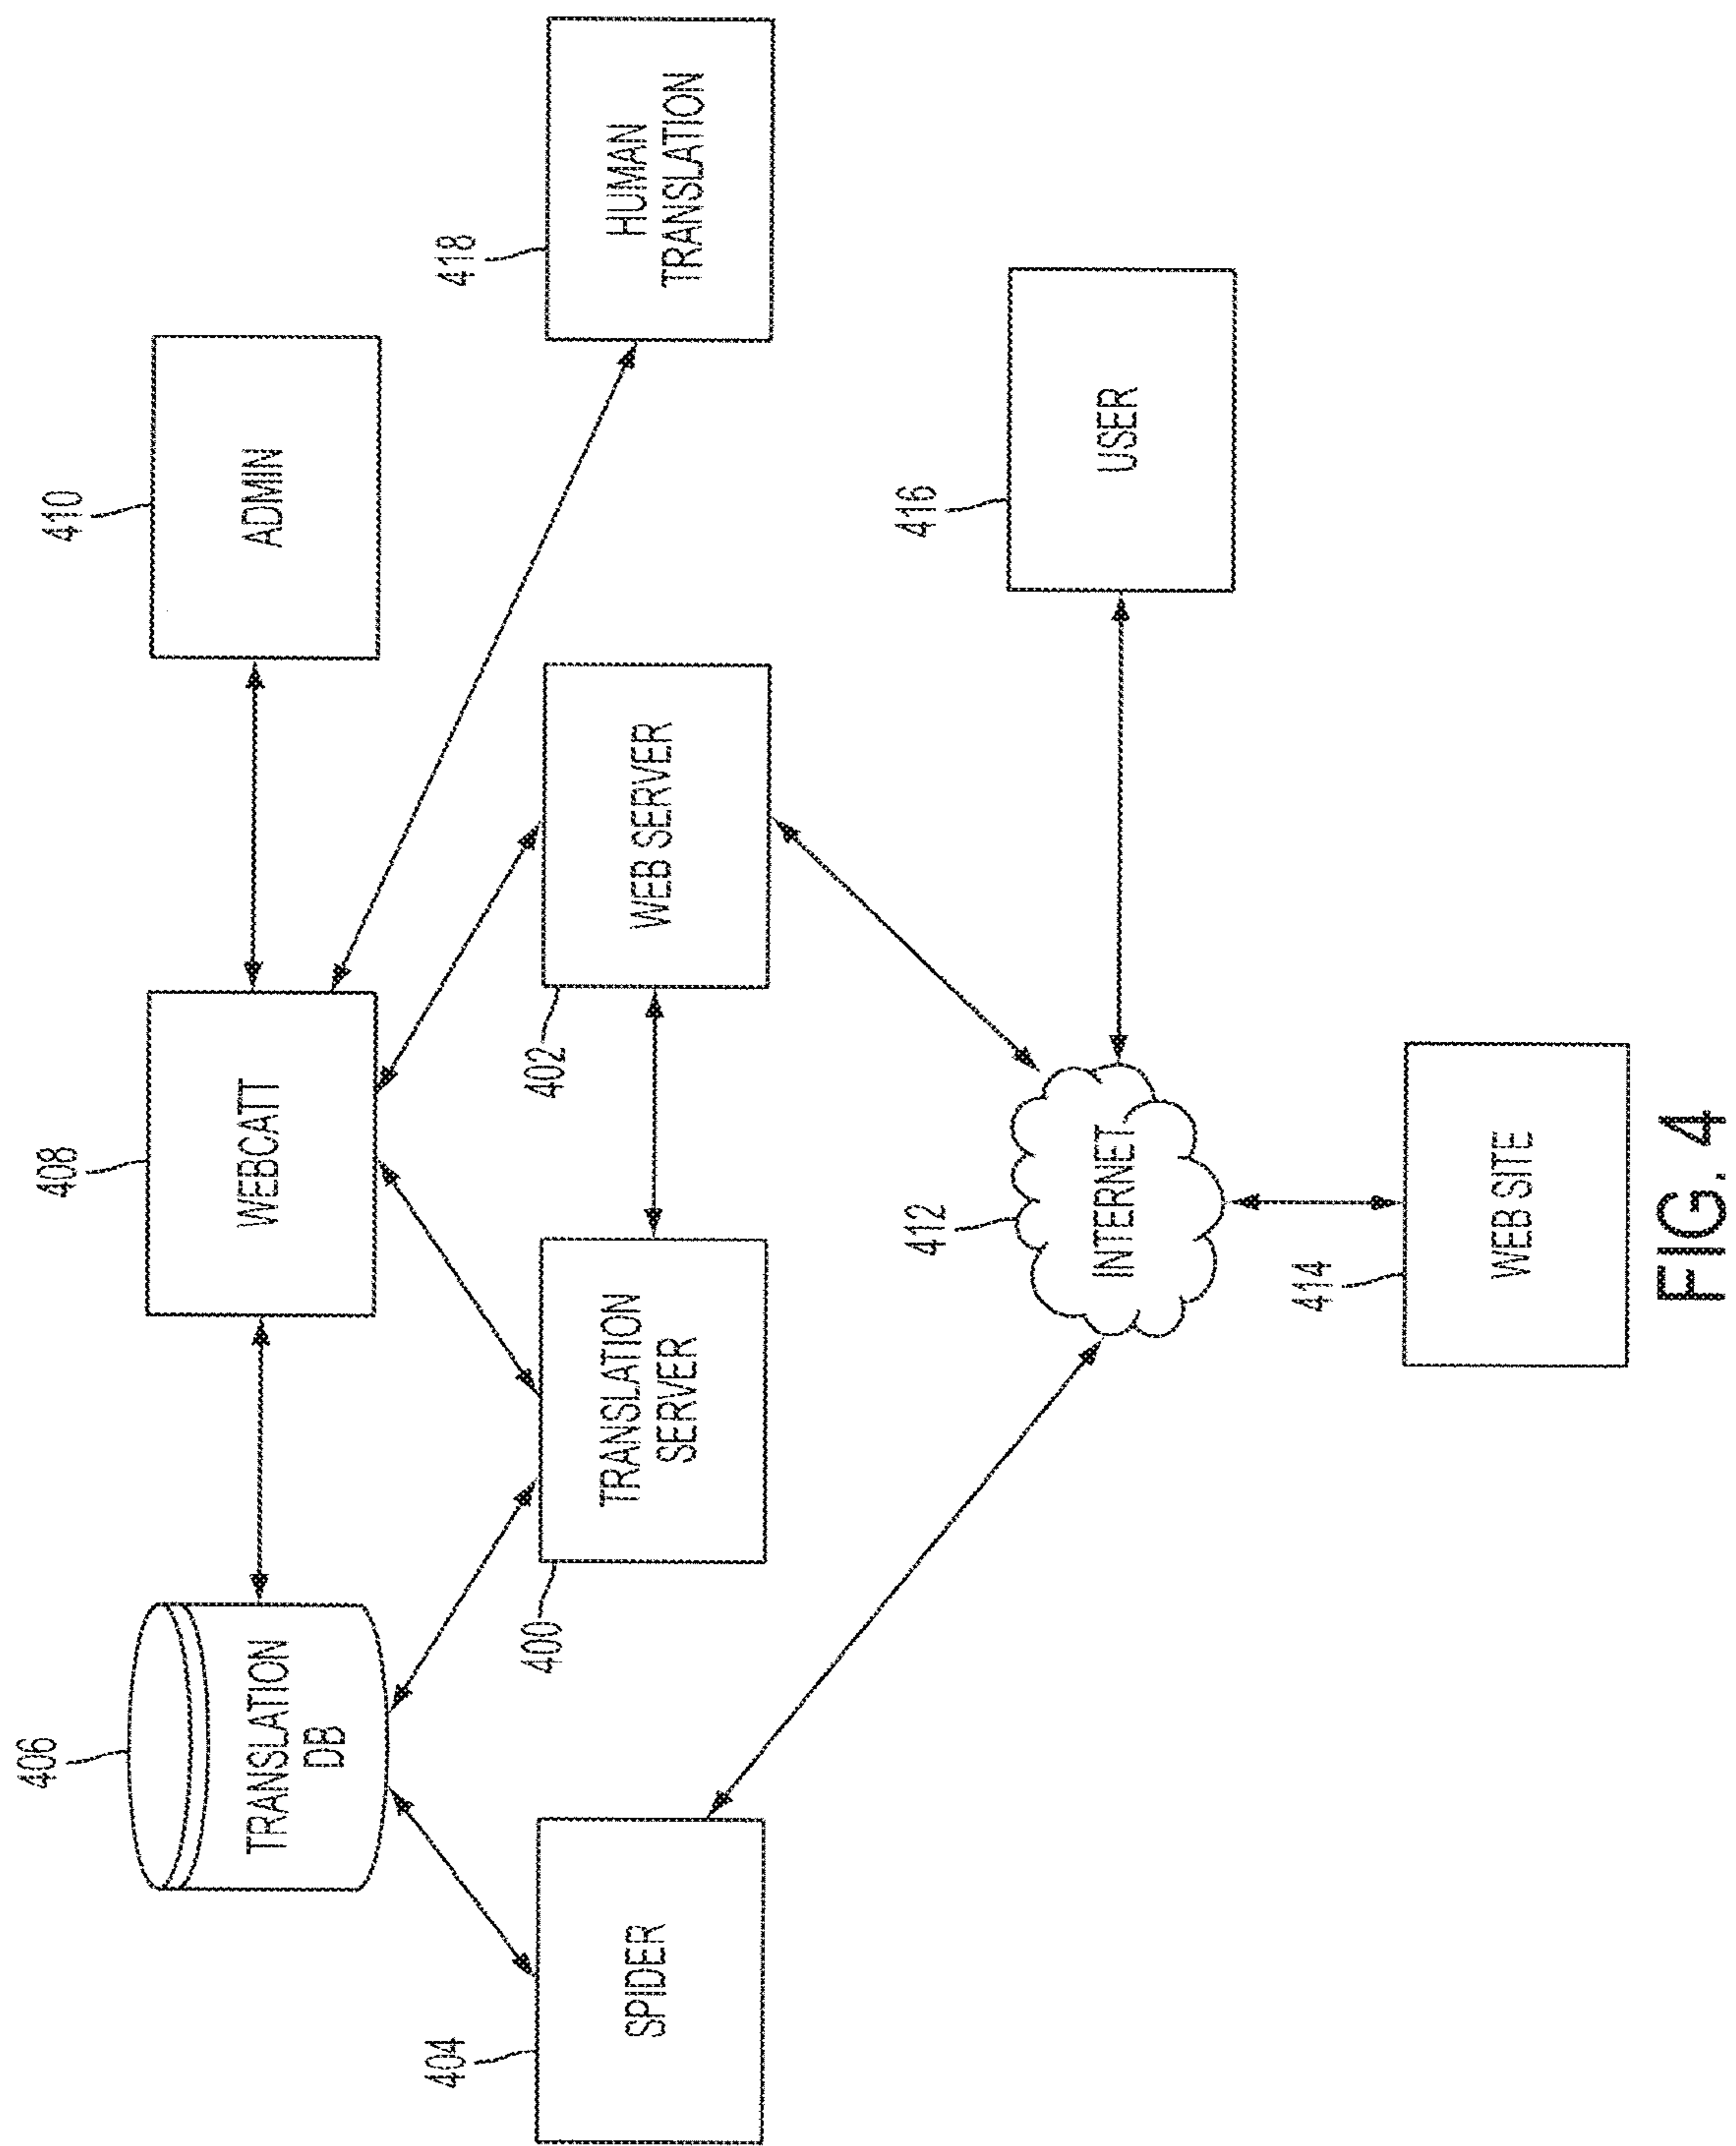 406
TRANSLATION
DB
408
WEBCATT
410
ADMIN
404
SPIDER
400
TRANSLATION
SERVER
402
WEB SERVER
418
HUMAN
TRANSLATION
412
INTERNET
416
USER
414
WEB SITE
FIG. 4